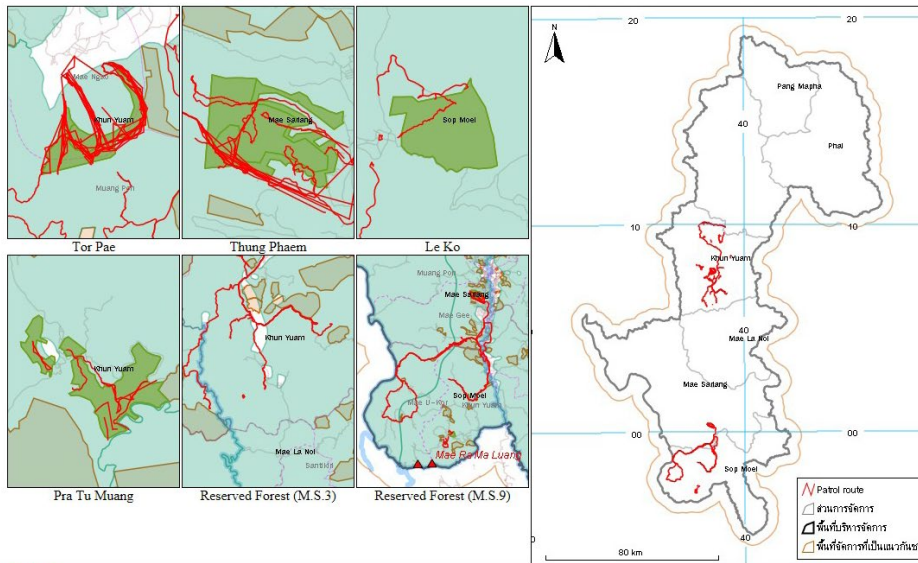 Mae Ngao
Khun Yuam
Muang Pon
Tor Pae
Mae Sariang
Thung Phaem
Sop Moei
Le Ko
Khun Yuam
Pra Tu Muang
Khun Yuam
Mae La Noi
Santikhi
Reserved Forest (M.S.3)
Muang Pon
Mae Sariang
Mae Gee
Sop Moei
Khun Yuam
Mae Ra Ma Luang
Reserved Forest (M.S.9)
20
20
N
Pang Mapha
40
Phai
10
10
Khun Yuam
40
Mae La Noi
Mae Sariang
00
00
Sop Moei
40
80 km
Patrol route
ส่วนการจัดการ
พื้นที่บริหารจัดการ
พื้นที่จัดการที่เป็นแนวกันช